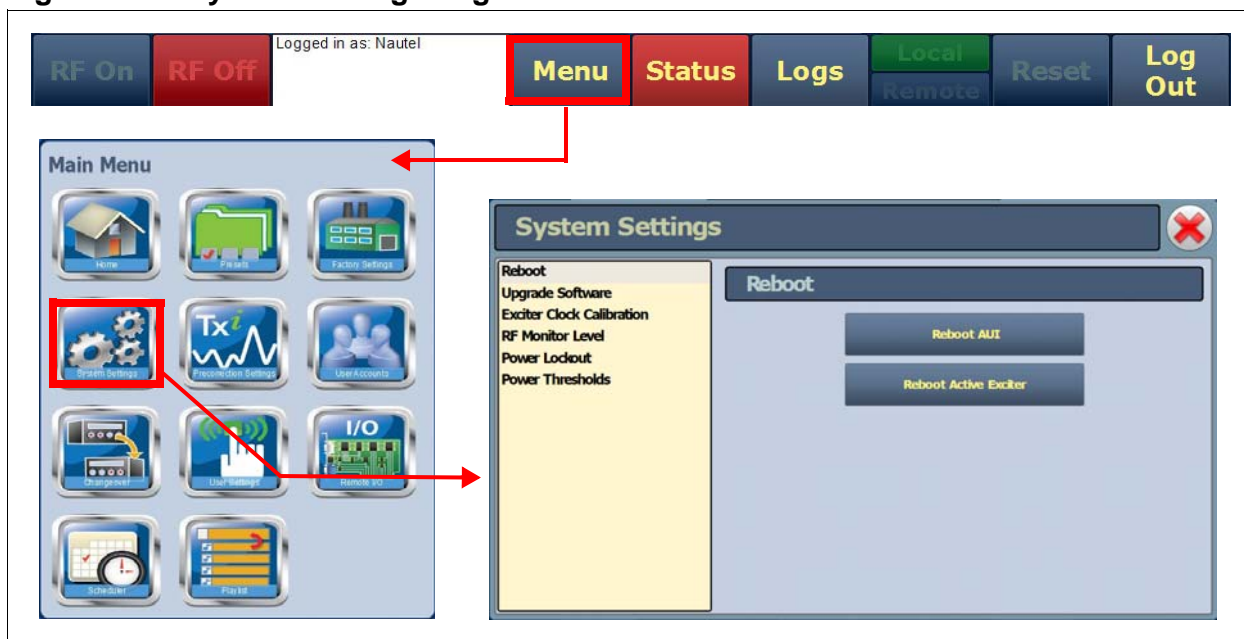 Logged in as: Nautel
RF On
RF Off
Menu
Status
Logs
Local
Remote
Reset
Log
Out
Main Menu
Home
Presets
Factory Settings
System Settings
Txi
Precorrection Settings
User Accounts
Changeover
User Settings
I/O
Remote I/O
Scheduler
Playlist
System Settings
Reboot
Upgrade Software
Exciter Clock Calibration
RF Monitor Level
Power Lockout
Power Thresholds
Reboot
Reboot AUI
Reboot Active Exciter